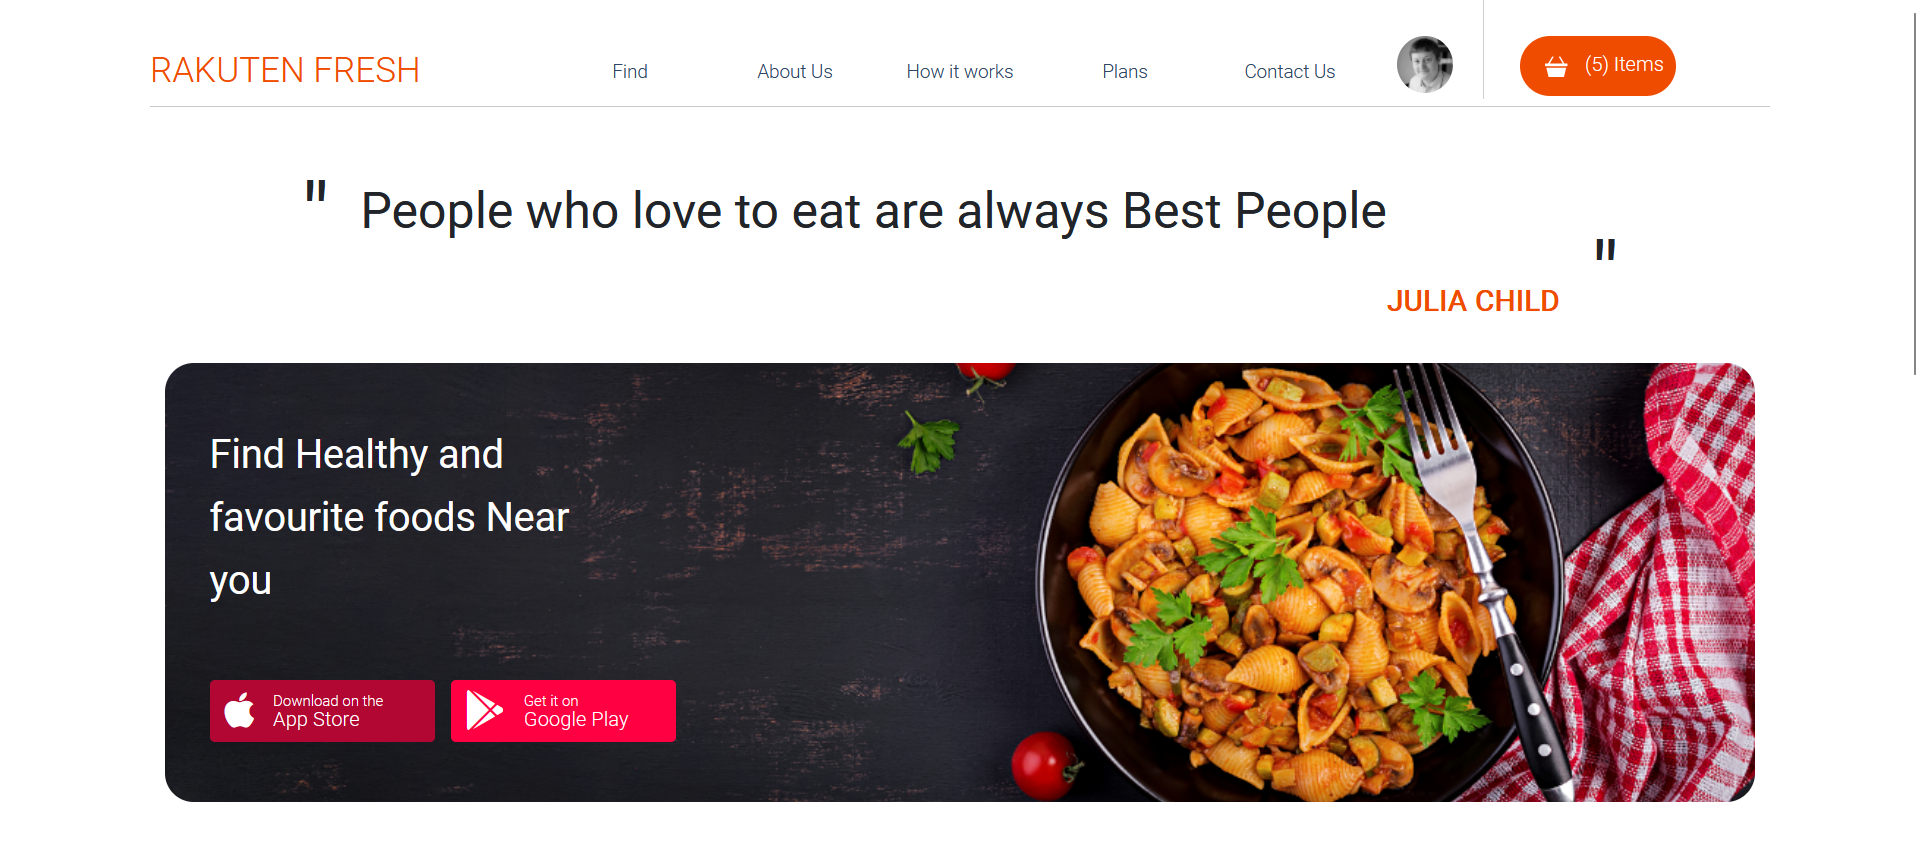 RAKUTEN FRESH
Find
About Us
How it works
Plans
Contact Us
(5) Items
" People who love to eat are always Best People
"
JULIA CHILD
Find Healthy and
favourite foods Near
you
Download on the
App Store
Get it on
Google Play